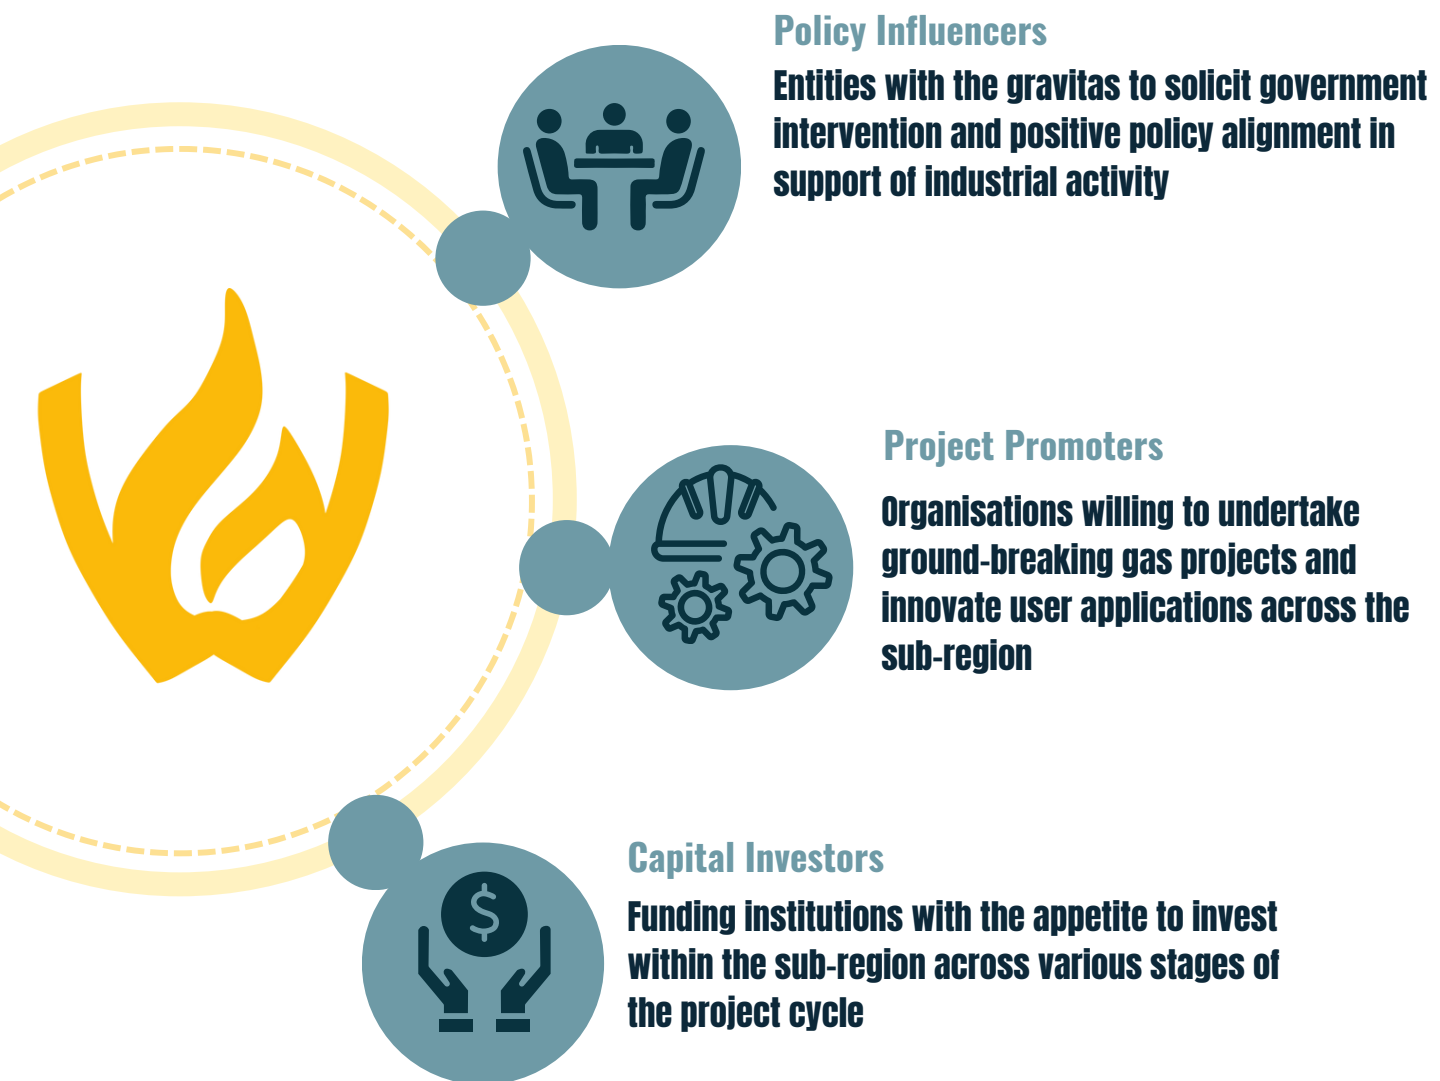 Policy Influencers
Entities with the gravitas to solicit government
intervention and positive policy alignment in
support of industrial activity
Project Promoters
Organisations willing to undertake
ground-breaking gas projects and
innovate user applications across the
sub-region
$
Capital Investors
Funding institutions with the appetite to invest
within the sub-region across various stages of
the project cycle